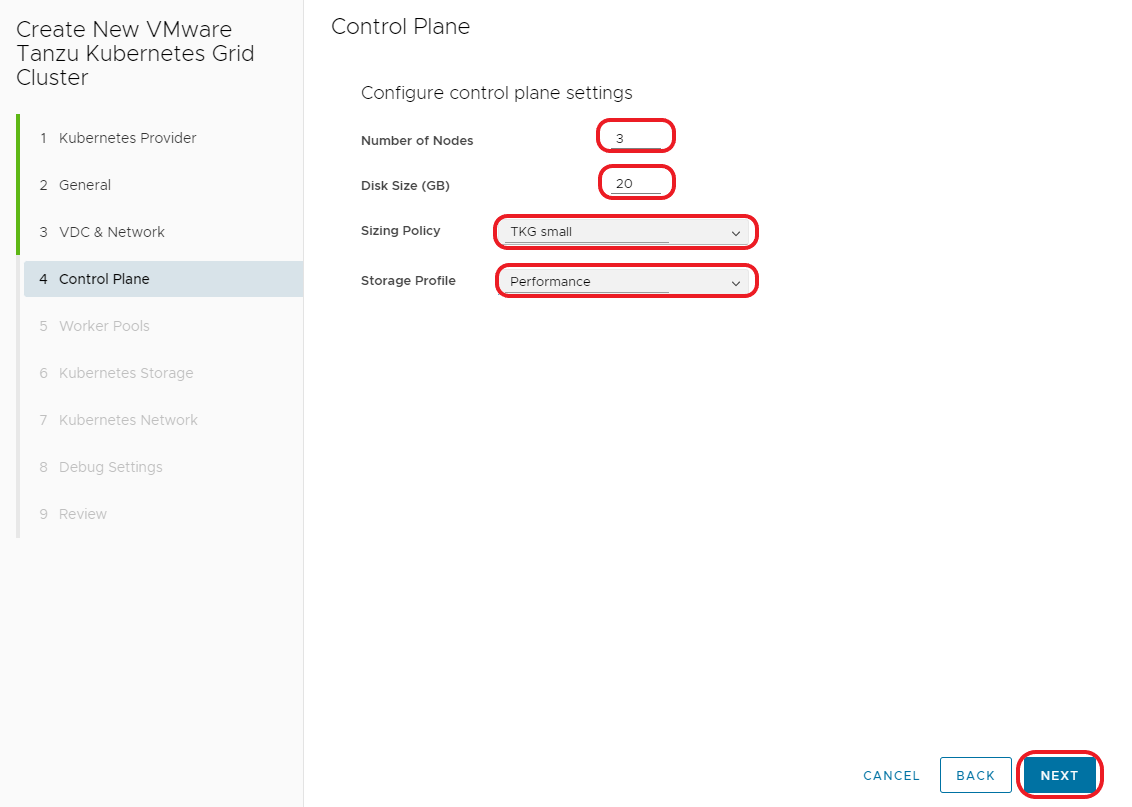 Create New VMware
Tanzu Kubernetes Grid
Cluster
1 Kubernetes Provider
2 General
3 VDC & Network
4 Control Plane
5 Worker Pools
6 Kubernetes Storage
7 Kubernetes Network
8 Debug Settings
9 Review
Control Plane
Configure control plane settings
Number of Nodes 3
Disk Size (GB) 20
Sizing Policy TKG small
Storage Profile Performance
CANCEL BACK NEXT